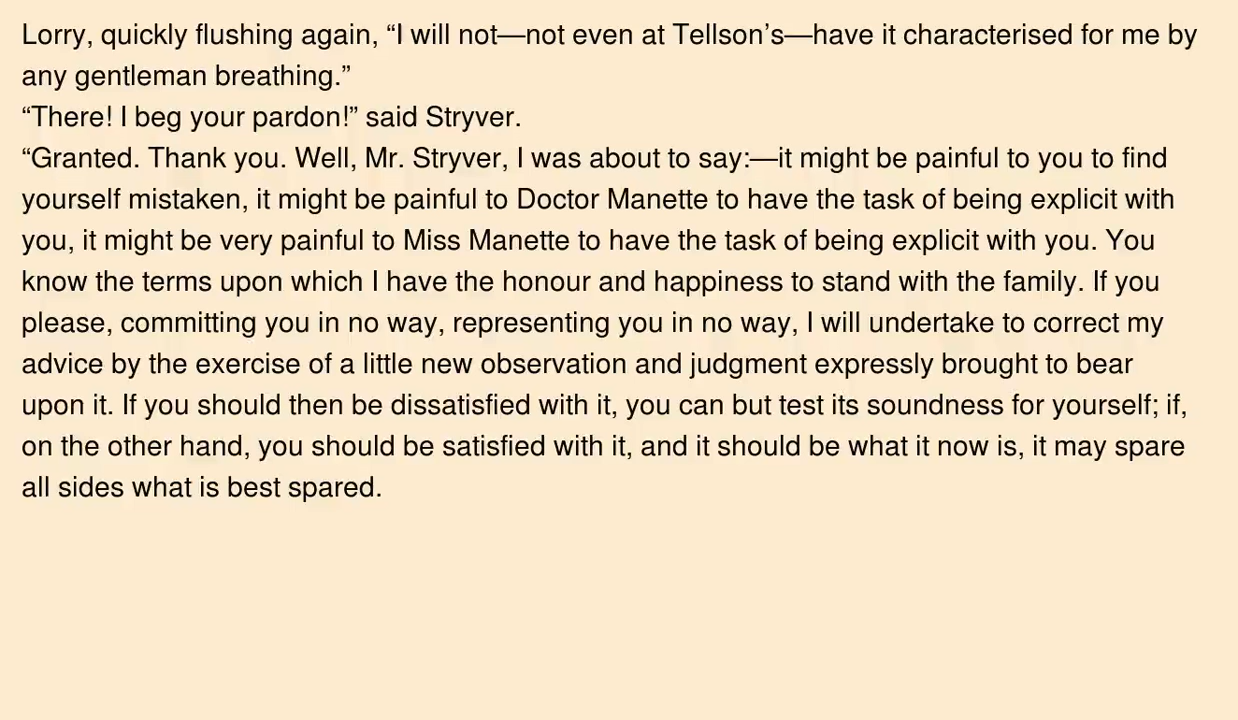 Lorry, quickly flushing again, “I will not—not even at Tellson’s—have it characterised for me by
any gentleman breathing.”
“There! I beg your pardon!” said Stryver.
“Granted. Thank you. Well, Mr. Stryver, I was about to say:—it might be painful to you to find
yourself mistaken, it might be painful to Doctor Manette to have the task of being explicit with
you, it might be very painful to Miss Manette to have the task of being explicit with you. You
know the terms upon which I have the honour and happiness to stand with the family. If you
please, committing you in no way, representing you in no way, I will undertake to correct my
advice by the exercise of a little new observation and judgment expressly brought to bear
upon it. If you should then be dissatisfied with it, you can but test its soundness for yourself; if,
on the other hand, you should be satisfied with it, and it should be what it now is, it may spare
all sides what is best spared.